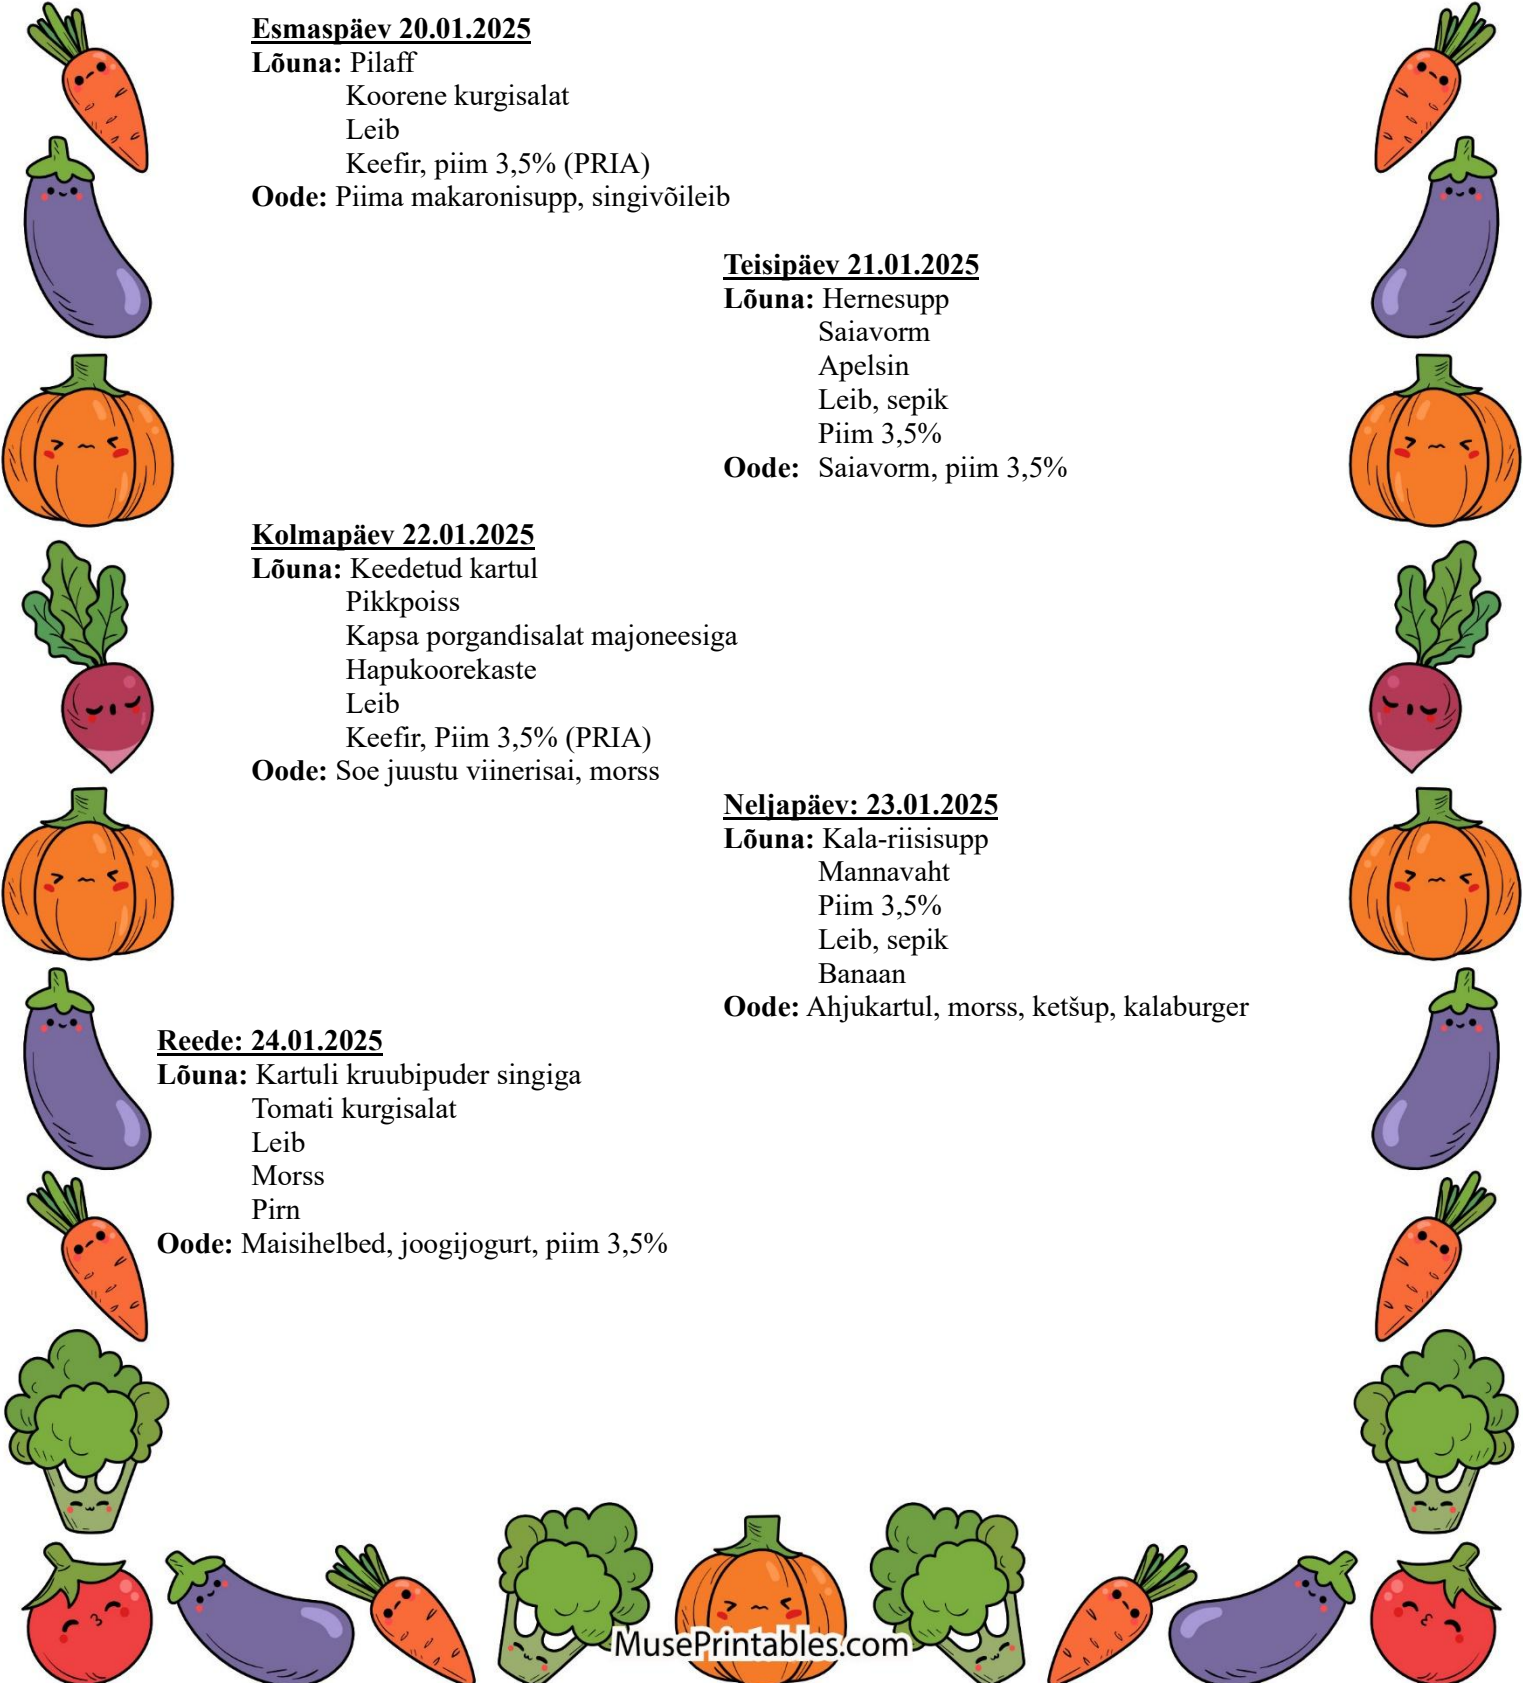 Esmaspäev 20.01.2025
Lõuna: Pilaff
Koorene kurgisalat
Leib
Keefir, piim 3,5% (PRIA)
Oode: Piima makaronisupp, singivõileib
Teisipäev 21.01.2025
Lõuna: Hernesupp
Saiavorm
Apelsin
Leib, sepik
Piim 3,5%
Oode: Saiavorm, piim 3,5%
Kolmapäev 22.01.2025
Lõuna: Keedetud kartul
Pikkpoiss
Kapsa porgandisalat majoneesiga
Hapukoorekaste
Leib
Keefir, Piim 3,5% (PRIA)
Oode: Soe juustu viinerisai, morss
Neljapäev: 23.01.2025
Lõuna: Kala-riisisupp
Mannavaht
Piim 3,5%
Leib, sepik
Banaan
Oode: Ahjukartul, morss, ketšup, kalaburger
Reede: 24.01.2025
Lõuna: Kartuli kruubipuder singiga
Tomati kurgisalat
Leib
Morss
Pirn
Oode: Maisihelbed, joogijogurt, piim 3,5%
MusePrintables.com